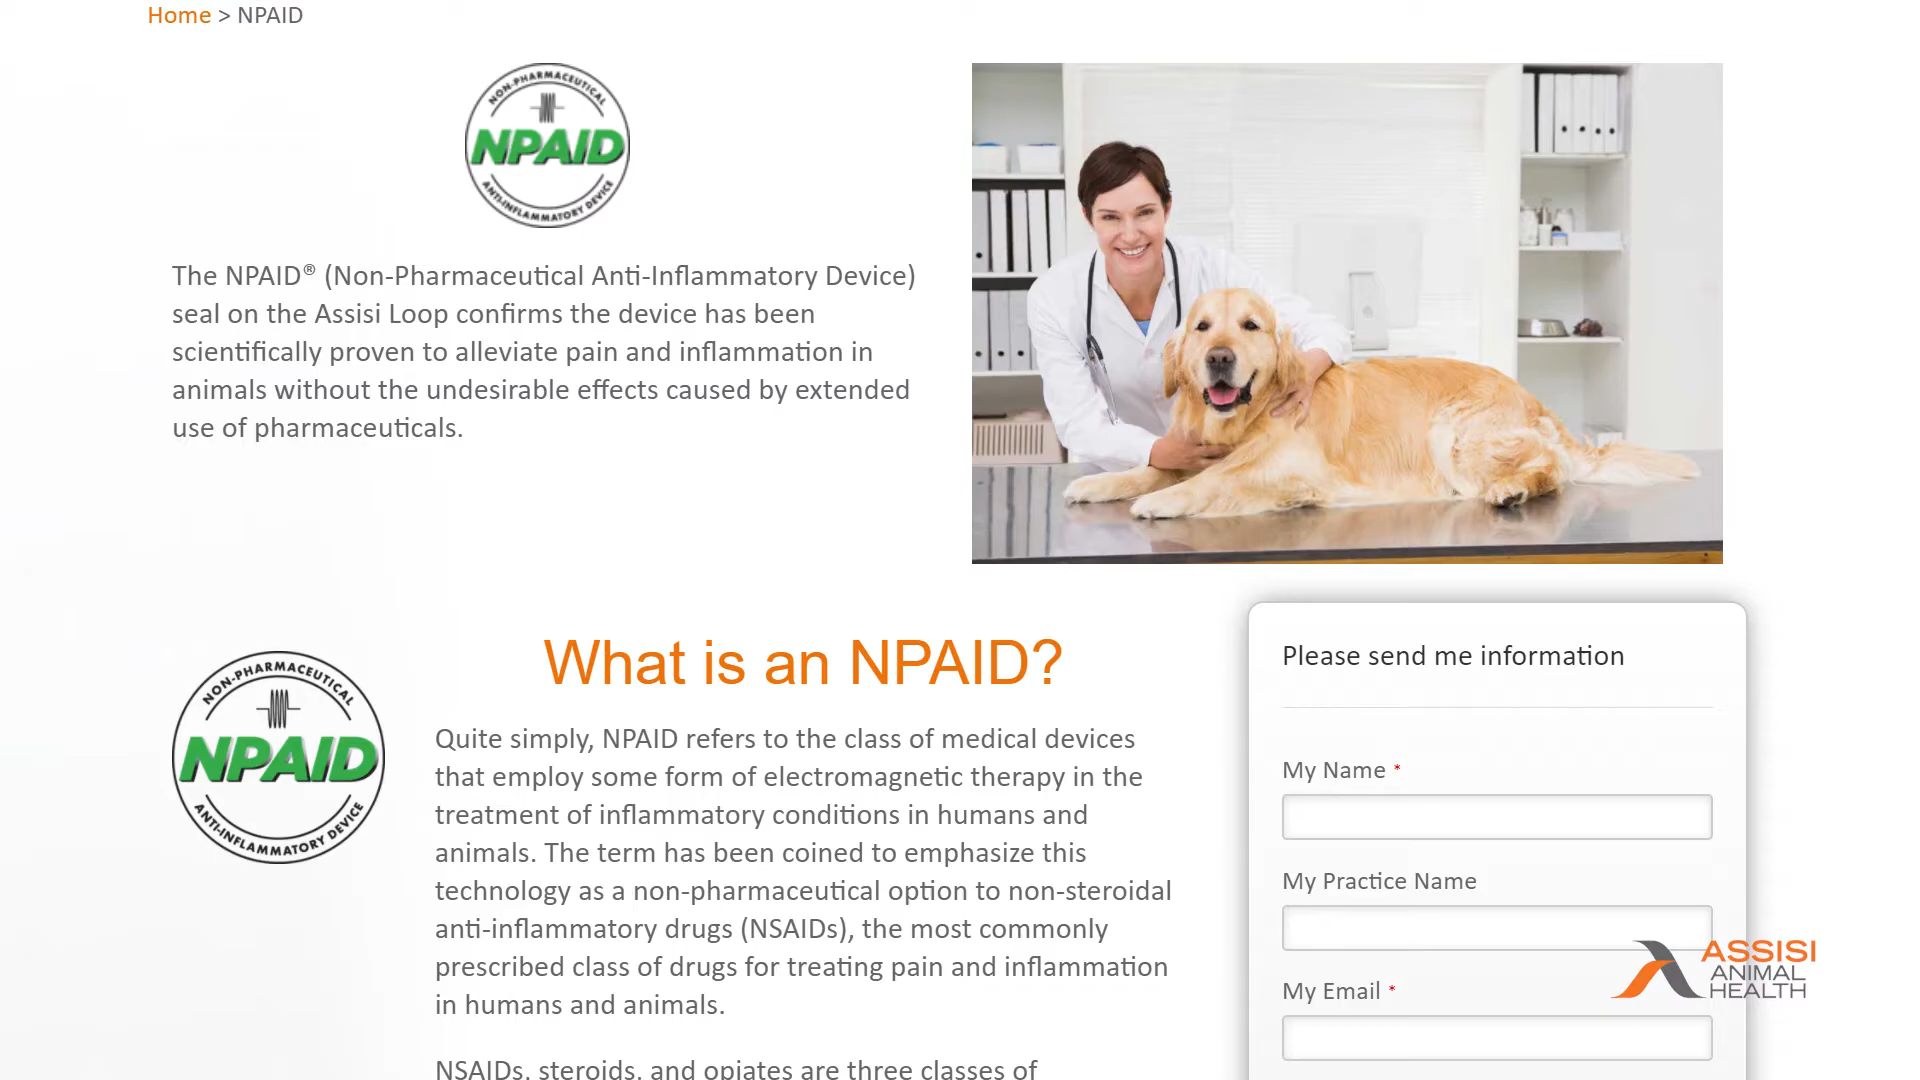 Home > NPAID
NON-PHARMACEUTICAL
NPAID
ANTI-INFLAMMATORY DEVICE
The NPAID® (Non-Pharmaceutical Anti-Inflammatory Device)
seal on the Assisi Loop confirms the device has been
scientifically proven to alleviate pain and inflammation in
animals without the undesirable effects caused by extended
use of pharmaceuticals.
NON-PHARMACEUTICAL
NPAID
ANTI-INFLAMMATORY DEVICE
What is an NPAID?
Quite simply, NPAID refers to the class of medical devices
that employ some form of electromagnetic therapy in the
treatment of inflammatory conditions in humans and
animals. The term has been coined to emphasize this
technology as a non-pharmaceutical option to non-steroidal
anti-inflammatory drugs (NSAIDs), the most commonly
prescribed class of drugs for treating pain and inflammation
in humans and animals.
NSAIDs, steroids, and opiates are three classes of
Please send me information
My Name *
My Practice Name
My Email *
ASSISI
ANIMAL
HEALTH